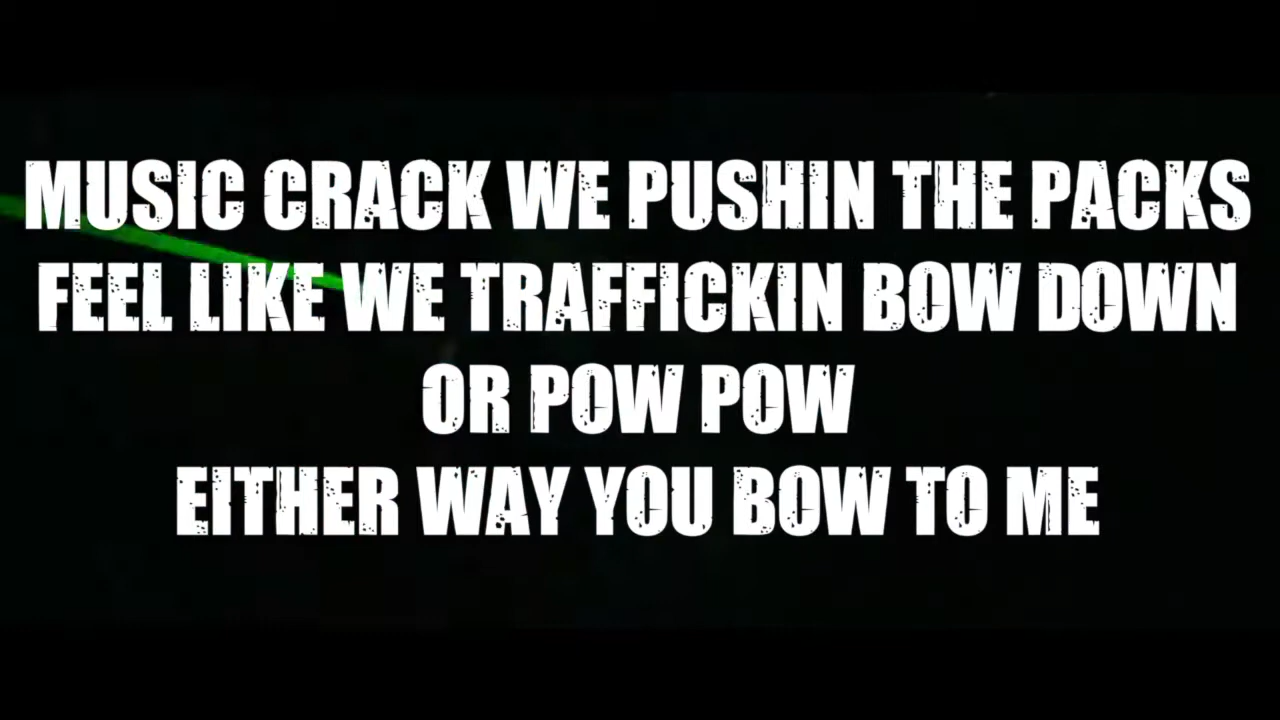 MUSIC CRACK WE PUSHIN THE PACKS
FEEL LIKE WE TRAFFICKIN BOW DOWN
OR POW POW
EITHER WAY YOU BOW TO ME